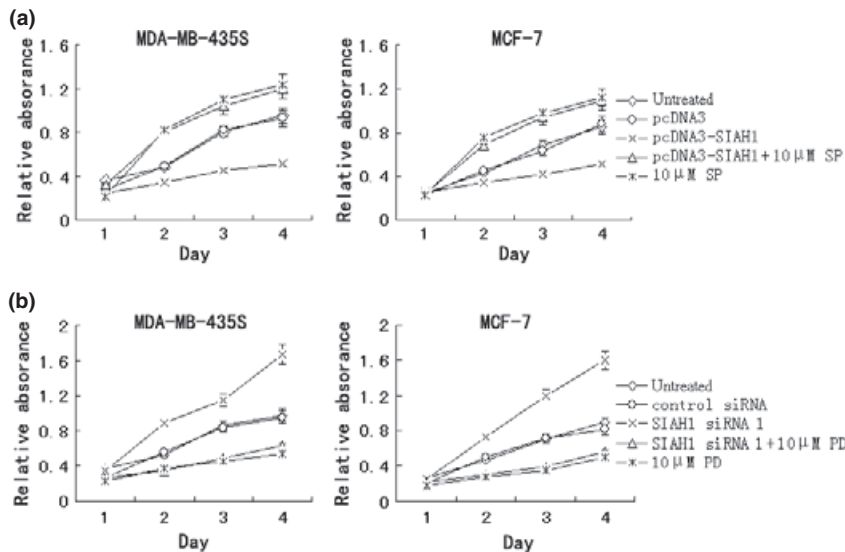 (a)
MDA-MB-435S
MCF-7
Relative absorance
1.6
1.2
0.8
0.4
0
1 2 3 4
Day
Relative absorance
1.6
1.2
0.8
0.4
0
1 2 3 4
Day
Untreated
pcDNA3
pcDNA3-SIAH1
pcDNA3-SIAH1+10μM SP
10μM SP
(b)
MDA-MB-435S
MCF-7
Relative absorance
2
1.6
1.2
0.8
0.4
0
1 2 3 4
Day
Relative absorance
2
1.6
1.2
0.8
0.4
0
1 2 3 4
Day
Untreated
control siRNA
SIAH1 siRNA 1
SIAH1 siRNA 1+10μM PD
10μM PD